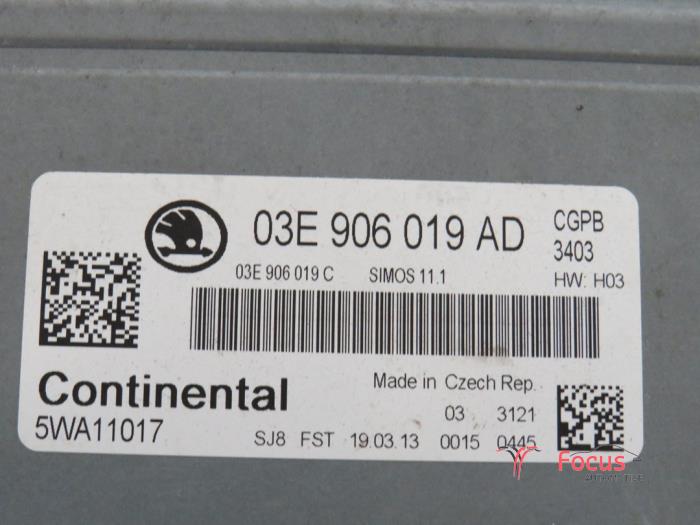 03E 906 019 AD
CGPB
3403
HW: H03
03E 906 019 C SIMOS 11.1
Continental
5WA11017
Made in Czech Rep.
03 3121
SJ8 FST 19.03.13 0015 0445
Focus
AUTOMOTIVE